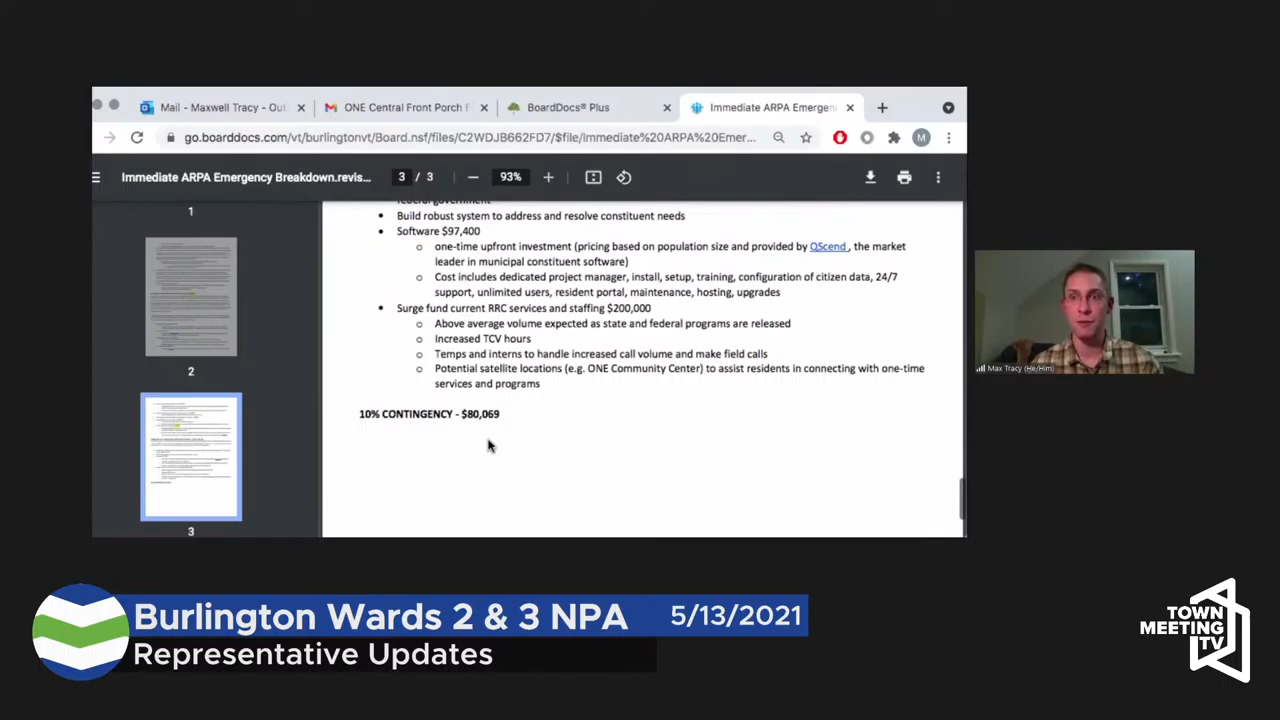 Mail - Maxwell Tracy - Out
ONE Central Front Porch F
BoardDocs® Plus
Immediate ARPA Emergen
go.boarddocs.com/vt/burlingtonvt/Board.nsf/files/C2WDJB662FD7/$file/Immediate%20ARPA%20Emer...
M
Immediate ARPA Emergency Breakdown.revis...
3 / 3
93%
1
2
3
federal government
• Build robust system to address and resolve constituent needs
• Software $97,400
o one-time upfront investment (pricing based on population size and provided by QScend , the market
leader in municipal constituent software)
o Cost includes dedicated project manager, install, setup, training, configuration of citizen data, 24/7
support, unlimited users, resident portal, maintenance, hosting, upgrades
• Surge fund current RRC services and staffing $200,000
o Above average volume expected as state and federal programs are released
o Increased TCV hours
o Temps and interns to handle increased call volume and make field calls
o Potential satellite locations (e.g. ONE Community Center) to assist residents in connecting with one-time
services and programs
10% CONTINGENCY - $80,069
Max Tracy (He/Him)
Burlington Wards 2 & 3 NPA
5/13/2021
Representative Updates
TOWN
MEETING
TV